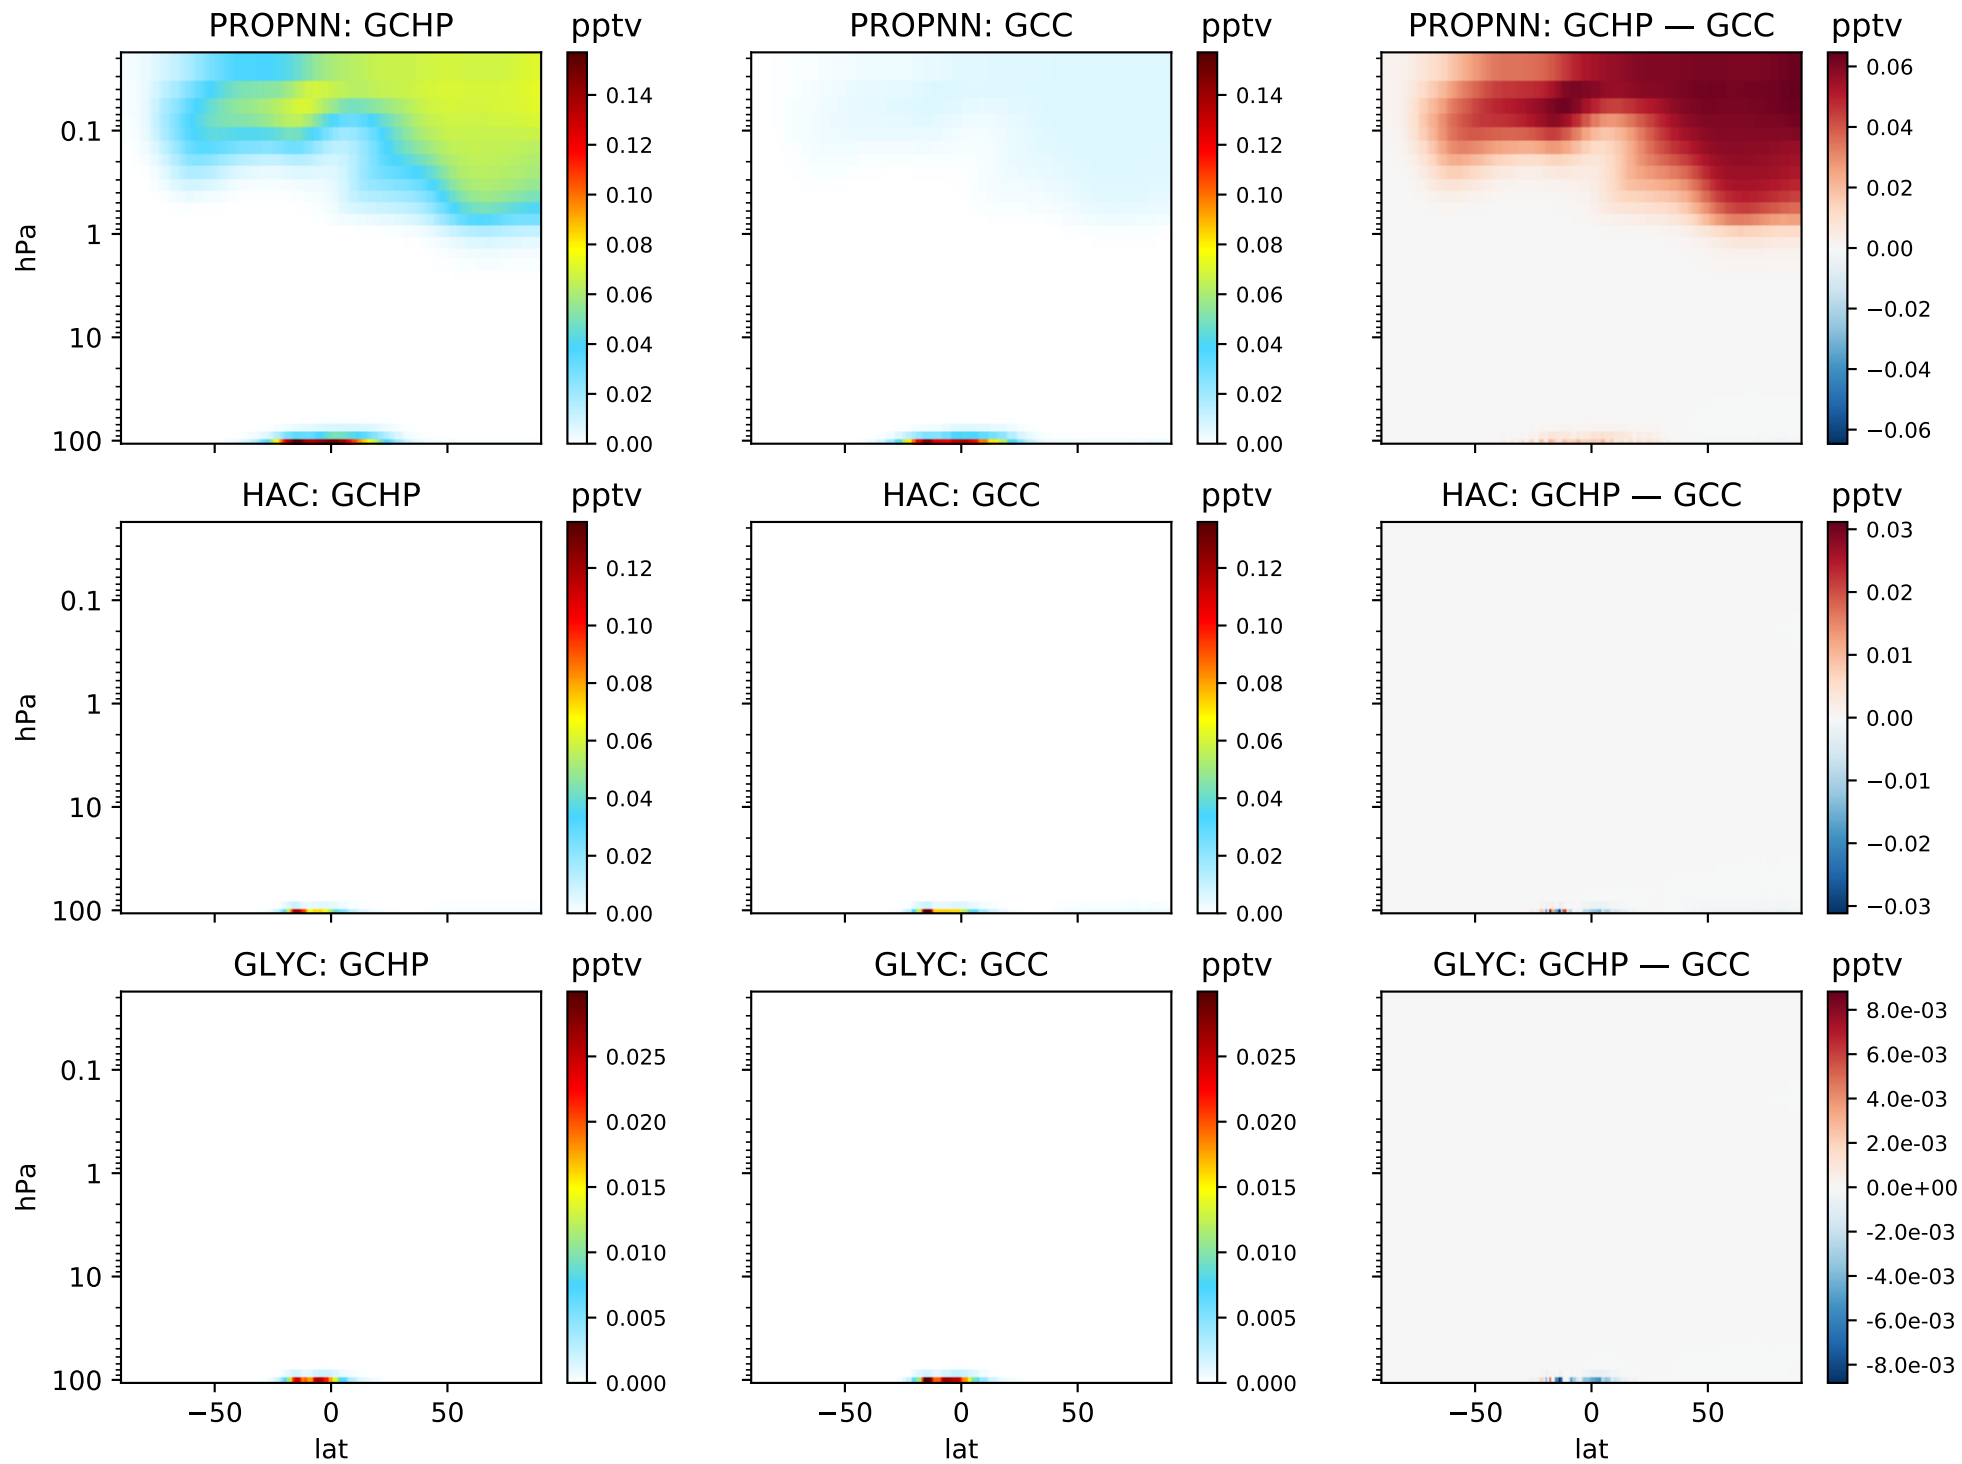 PROPNN: GCHP pptv PROPNN: GCC pptv PROPNN: GCHP — GCC pptv
0.14 0.14 0.06
0.1 0.12 0.12 0.04
0.10 0.10 0.02
hPa 1 0.08 0.08 0.00
0.06 0.06 −0.02
10 0.04 0.04 −0.04
0.02 0.02
100 0.00 0.00 −0.06
HAC: GCHP pptv HAC: GCC pptv HAC: GCHP — GCC pptv
0.12 0.12 0.03
0.1 0.10 0.10 0.02
0.08 0.08 0.01
hPa 1 0.06 0.06 0.00
0.04 0.04 −0.01
10 0.02 0.02 −0.02
100 0.00 0.00 −0.03
GLYC: GCHP pptv GLYC: GCC pptv GLYC: GCHP — GCC pptv
8.0e-03
0.1 0.025 0.025 6.0e-03
0.020 0.020 4.0e-03
2.0e-03
hPa 1 0.015 0.015 0.0e+00
0.010 0.010 -2.0e-03
10 0.005 0.005 -4.0e-03
-6.0e-03
100 0.000 0.000 -8.0e-03
−50 0 50 −50 0 50 −50 0 50
lat lat lat